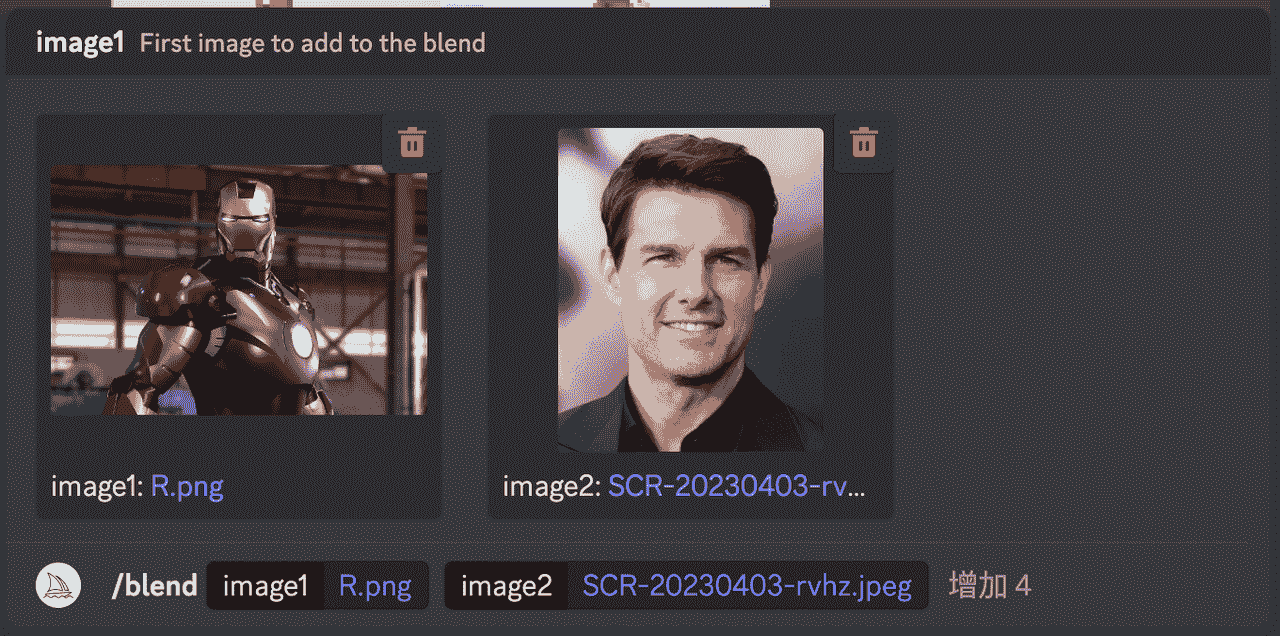 image1 First image to add to the blend
image1: R.png
image2: SCR-20230403-rv...
/blend image1 R.png image2 SCR-20230403-rvhz.jpeg 增加 4